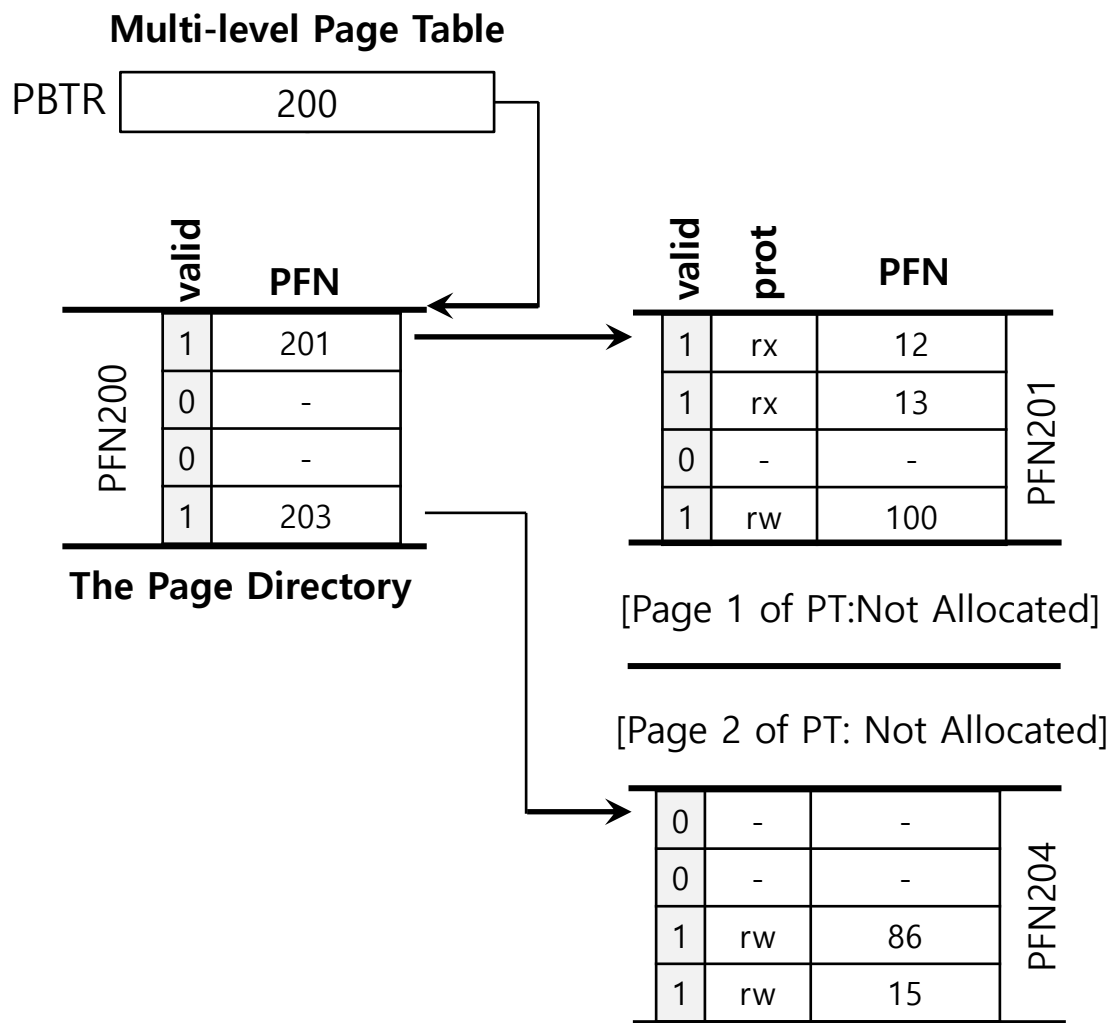 Multi-level Page Table
PBTR 200
valid PFN
PFN200
1 201
0 -
0 -
1 203
The Page Directory
valid prot PFN
1 rx 12
1 rx 13
0 - -
1 rw 100
PFN201
[Page 1 of PT:Not Allocated]
[Page 2 of PT: Not Allocated]
0 - -
0 - -
1 rw 86
1 rw 15
PFN204